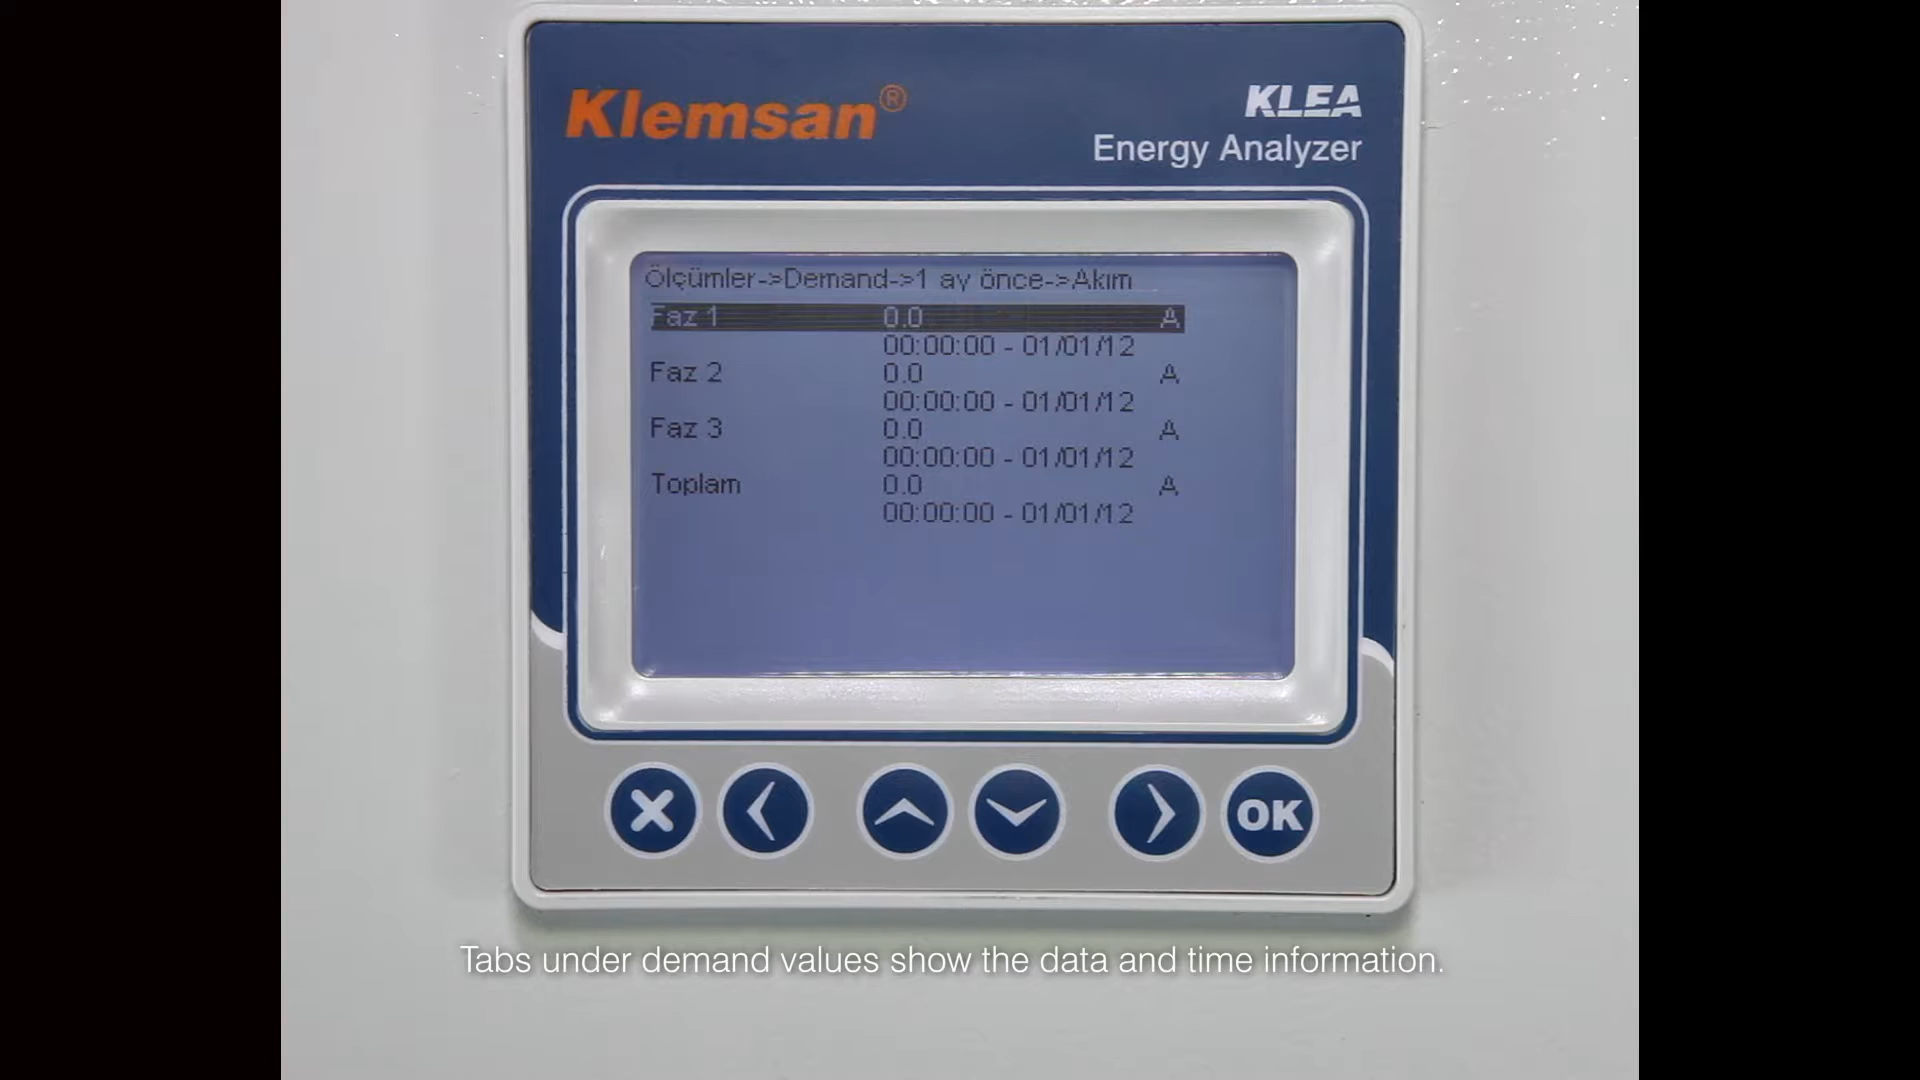 Klemsan®
KLEA
Energy Analyzer
Ölçümler->Demand->1 ay önce->Akım
Faz 1 0.0 A
00:00:00 - 01/01/12
Faz 2 0.0 A
00:00:00 - 01/01/12
Faz 3 0.0 A
00:00:00 - 01/01/12
Toplam 0.0 A
00:00:00 - 01/01/12
OK
Tabs under demand values show the data and time information.